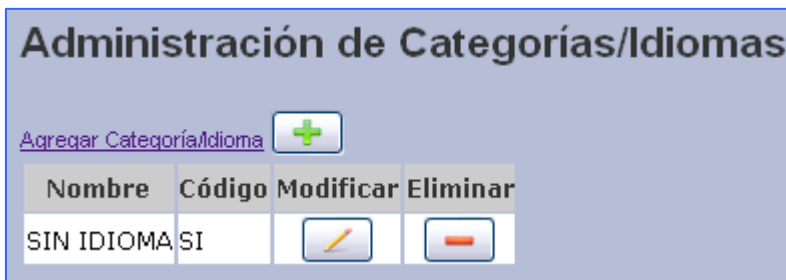 Administración de Categorías/Idiomas
Agregar Categoría/Idioma
Nombre Código Modificar Eliminar
SIN IDIOMA SI